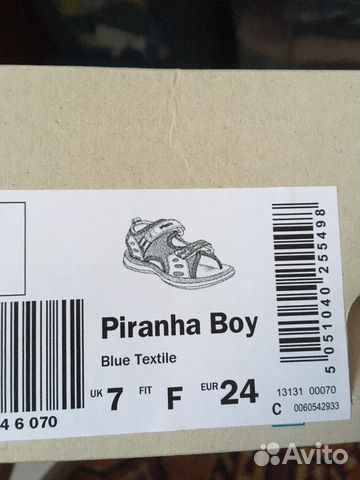 Piranha Boy
Blue Textile
UK 7 FIT F EUR 24
4 6 070
5 051040 255498
13131 00070
C 0060542933
Avito